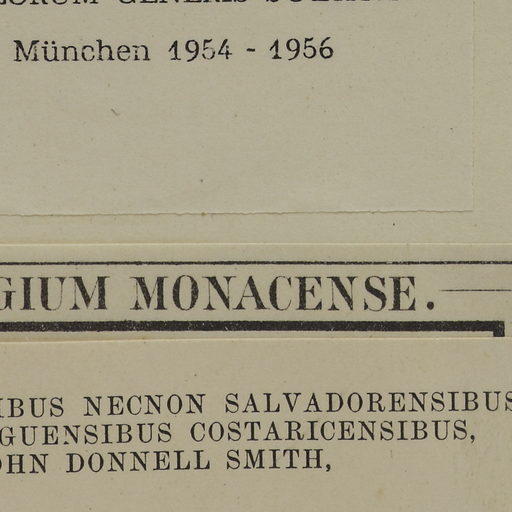 München 1954 - 1956
GIUM MONACENSE.
IBUS NECNON SALVADORENSIBUS
GUENSIBUS COSTARICENSIBUS,
OHN DONNELL SMITH,